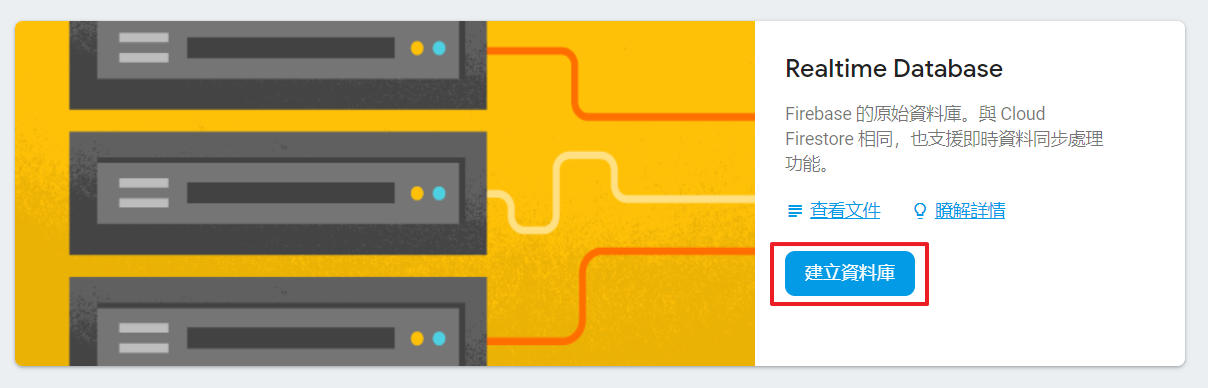 Realtime Database
Firebase 的原始資料庫。與 Cloud
Firestore 相同，也支援即時資料同步處理
功能。
查看文件 瞭解詳情
建立資料庫